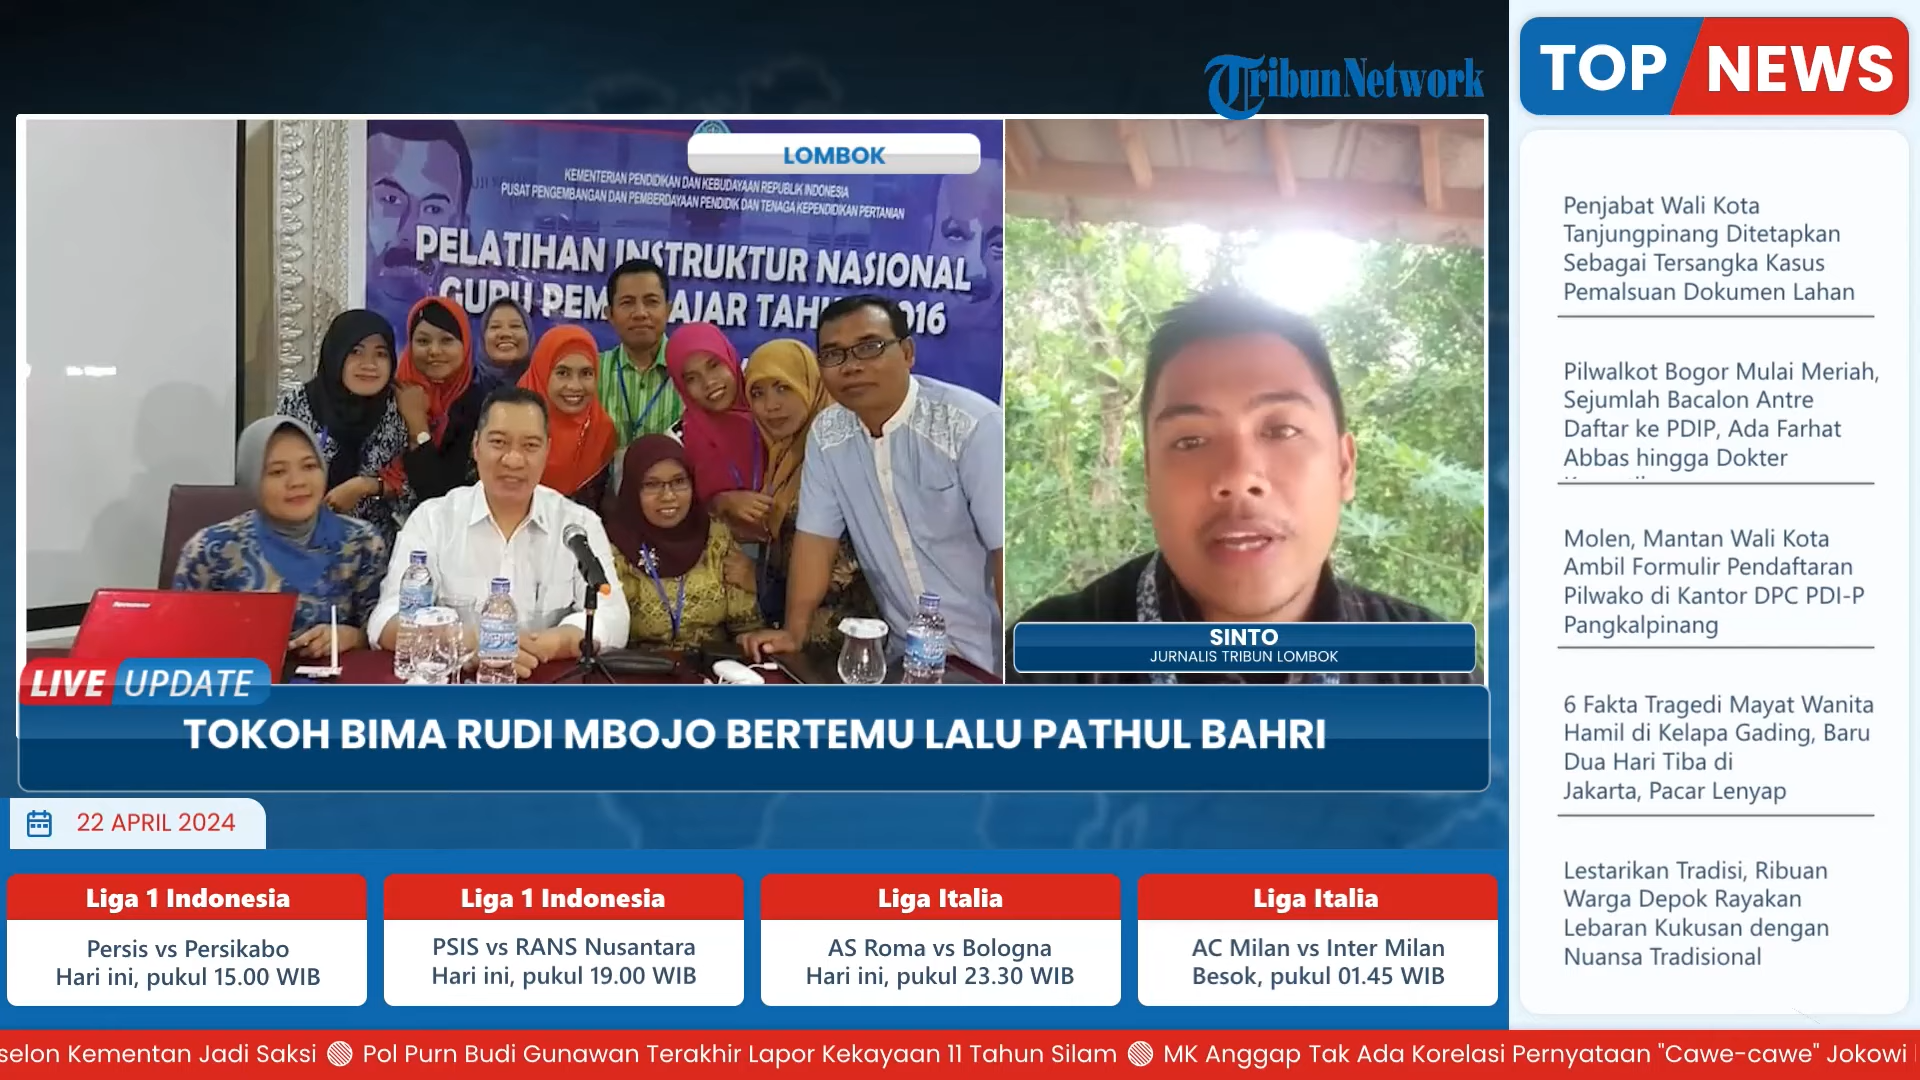 TribunNetwork
TOP NEWS
LOMBOK
KEMENTERIAN PENDIDIKAN DAN KEBUDAYAAN REPUBLIK INDONESIA
PUSAT PENGEMBANGAN DAN PEMBERDAYAAN PENDIDIK DAN TENAGA KEPENDIDIKAN PERTANIAN
PELATIHAN INSTRUKTUR NASIONAL
GURU PEM AJAR TAHU 2016
lenovo
SINTO
JURNALIS TRIBUN LOMBOK
LIVE UPDATE
TOKOH BIMA RUDI MBOJO BERTEMU LALU PATHUL BAHRI
22 APRIL 2024
Liga 1 Indonesia
Persis vs Persikabo
Hari ini, pukul 15.00 WIB
Liga 1 Indonesia
PSIS vs RANS Nusantara
Hari ini, pukul 19.00 WIB
Liga Italia
AS Roma vs Bologna
Hari ini, pukul 23.30 WIB
Liga Italia
AC Milan vs Inter Milan
Besok, pukul 01.45 WIB
Penjabat Wali Kota
Tanjungpinang Ditetapkan
Sebagai Tersangka Kasus
Pemalsuan Dokumen Lahan
Pilwalkot Bogor Mulai Meriah,
Sejumlah Bacalon Antre
Daftar ke PDIP, Ada Farhat
Abbas hingga Dokter
Molen, Mantan Wali Kota
Ambil Formulir Pendaftaran
Pilwako di Kantor DPC PDI-P
Pangkalpinang
6 Fakta Tragedi Mayat Wanita
Hamil di Kelapa Gading, Baru
Dua Hari Tiba di
Jakarta, Pacar Lenyap
Lestarikan Tradisi, Ribuan
Warga Depok Rayakan
Lebaran Kukusan dengan
Nuansa Tradisional
selon Kementan Jadi Saksi Pol Purn Budi Gunawan Terakhir Lapor Kekayaan 11 Tahun Silam MK Anggap Tak Ada Korelasi Pernyataan "Cawe-cawe" Jokowi